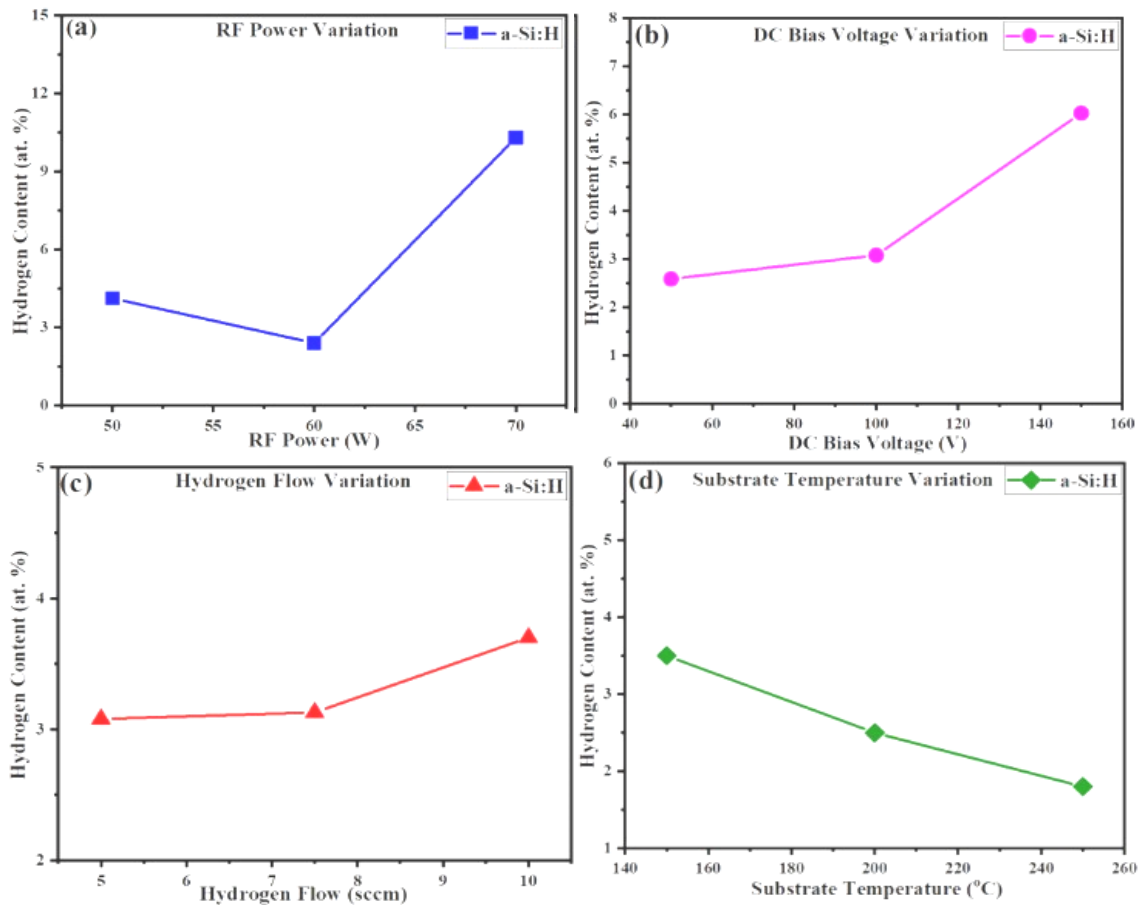 (a)
RF Power Variation
a-Si:H
Hydrogen Content (at. %)
15
12
9
6
3
0
50
55
60
65
70
RF Power (W)
(b)
DC Bias Voltage Variation
a-Si:H
Hydrogen Content (at. %)
8
7
6
5
4
3
2
1
0
40
60
80
100
120
140
160
DC Bias Voltage (V)
(c)
Hydrogen Flow Variation
a-Si:H
Hydrogen Content (at. %)
5
4
3
2
5
6
7
8
9
10
Hydrogen Flow (sccm)
(d)
Substrate Temperature Variation
a-Si:H
Hydrogen Content (at. %)
6
5
4
3
2
1
140
160
180
200
220
240
260
Substrate Temperature (°C)